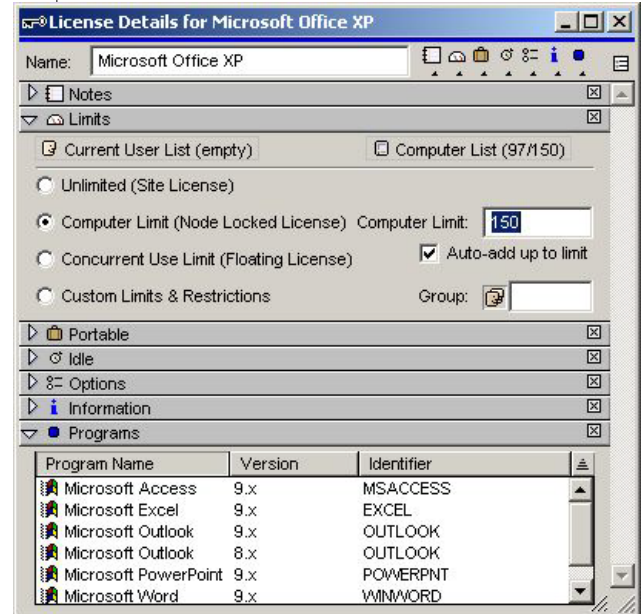 License Details for Microsoft Office XP
Name: Microsoft Office XP
Notes
Limits
Current User List (empty) Computer List (97/150)
Unlimited (Site License)
Computer Limit (Node Locked License) Computer Limit: 150
Concurrent Use Limit (Floating License) Auto-add up to limit
Custom Limits & Restrictions Group:
Portable
Idle
Options
Information
Programs
Program Name Version Identifier
Microsoft Access 9.x MSACCESS
Microsoft Excel 9.x EXCEL
Microsoft Outlook 9.x OUTLOOK
Microsoft Outlook 8.x OUTLOOK
Microsoft PowerPoint 9.x POWERPNT
Microsoft Word 9.x WINWORD